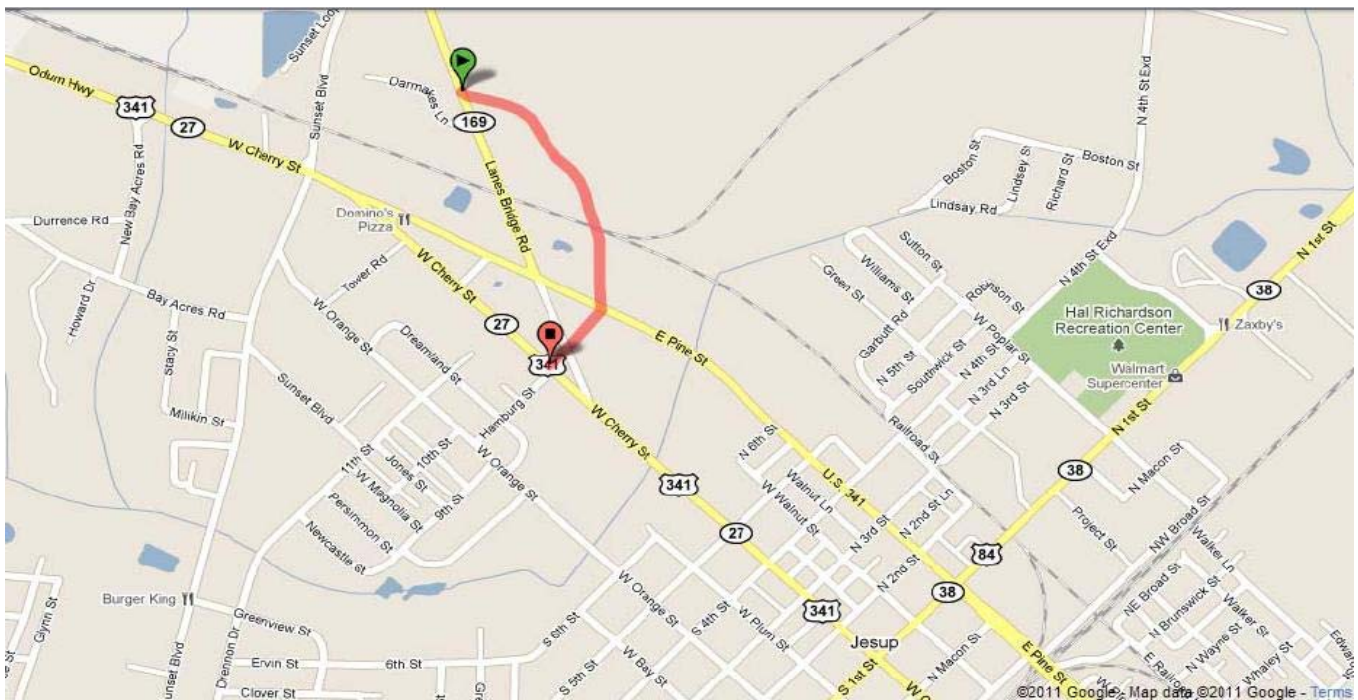 Sunset Loop
N 4th St Exd
Odum Hwy
341
27
W Cherry St
Sunset Blvd
Darmakes Ln
169
Lanes Bridge Rd
New Bay Acres Rd
Durrence Rd
Domino's
Pizza
Boston St
Lindsey St
Richard St
Boston St
Lindsay Rd
N 1st St
Howard Dr
Bay Acres Rd
Tower Rd
W Cherry St
27
W Orange St
Dreamland St
Stacy St
Sunset Blvd
Milikin St
341
E Pine St
Sutton St
Williams St
Green St
Garbutt Rd
Robinson St
W Poplar St
N 4th St Exd
N 5th St
Southwick St
N 4th St
N 3rd Ln
N 3rd St
Hal Richardson
Recreation Center
38
Zaxby's
Walmart
Supercenter
N 1st St
Hamburg St
W Cherry St
11th St
10th St
Jones St
9th St
W Magnolia St
Persimmon St
Newcastle St
W Orange St
341
27
N 6th St
Walnut Ln
W Walnut St
U.S. 341
Railroad St
38
N Macon St
Project St
NW Broad St
Walker Ln
N 3rd St
N 2nd St Ln
N 2nd St
84
38
341
Burger King
Glynn St
Greenview St
Drennon Dr
Ervin St
6th St
Clover St
S 6th St
S 5th St
S 4th St
W Orange St
W Plum St
W Bay St
Jesup
S 1st St
N Macon St
E Pine St
NE Broad St
N Brunswick St
N Wayne St
E Railroad St
Walker St
Whaley St
©2011 Google - Map data ©2011 Google - Terms